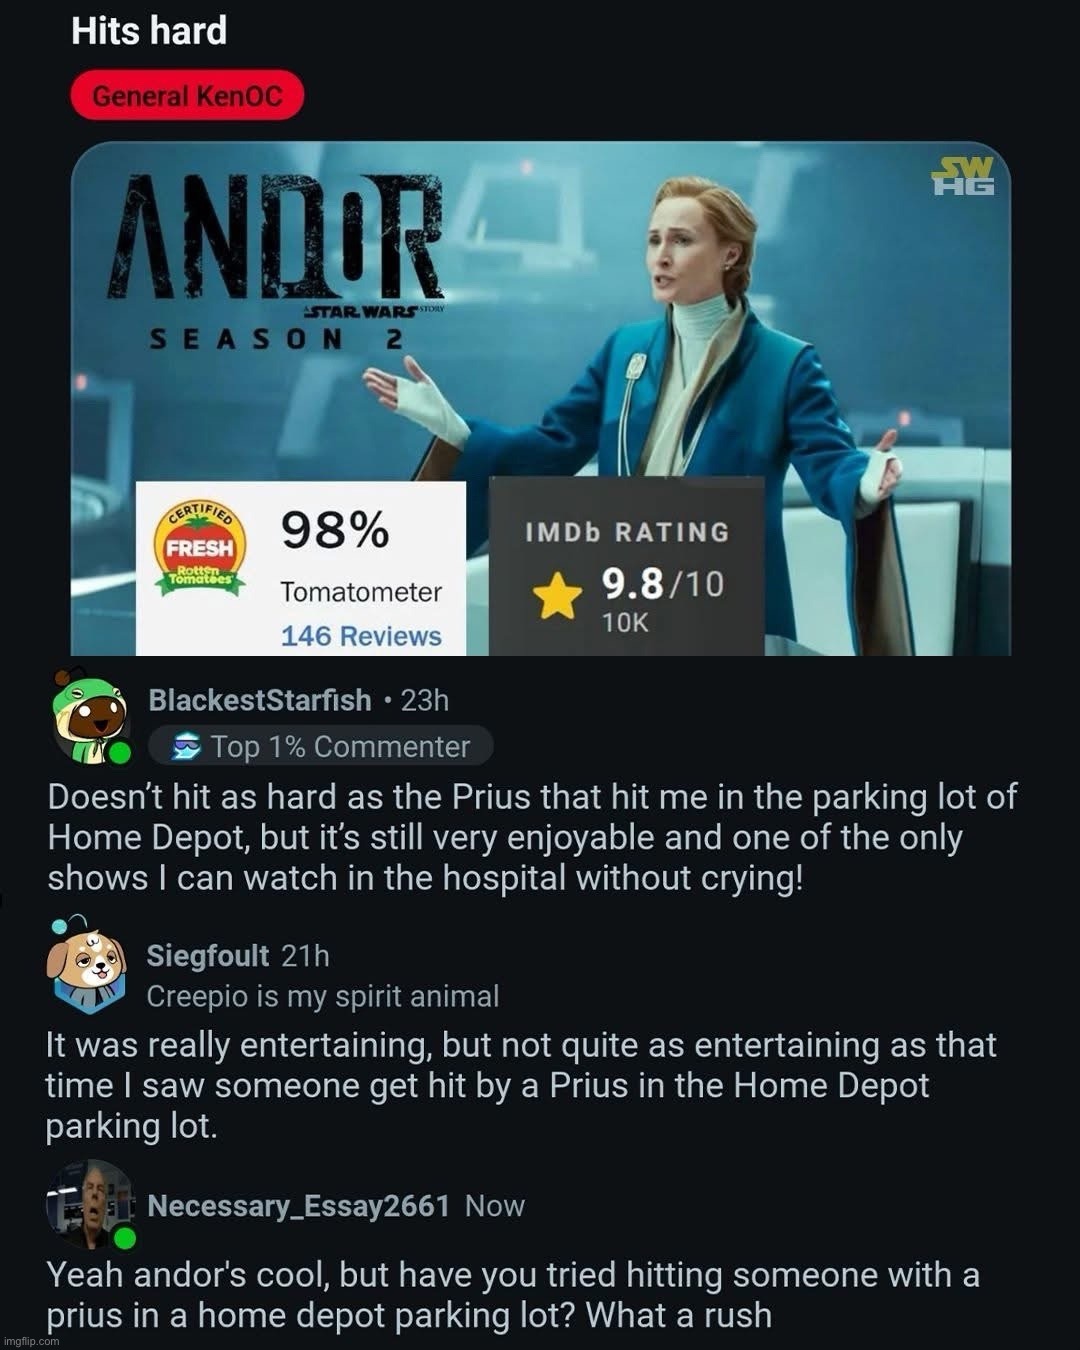 Hits hard
General KenOC
SW
HG
ANDOR
A STAR WARS STORY
SEASON 2
CERTIFIED
FRESH
Rotten
Tomatoes
98%
Tomatometer
146 Reviews
IMDb RATING
9.8/10
10K
BlackestStarfish • 23h
Top 1% Commenter
Doesn’t hit as hard as the Prius that hit me in the parking lot of
Home Depot, but it’s still very enjoyable and one of the only
shows I can watch in the hospital without crying!
Siegfoult 21h
Creepio is my spirit animal
It was really entertaining, but not quite as entertaining as that
time I saw someone get hit by a Prius in the Home Depot
parking lot.
Necessary_Essay2661 Now
Yeah andor's cool, but have you tried hitting someone with a
prius in a home depot parking lot? What a rush
imgflip.com